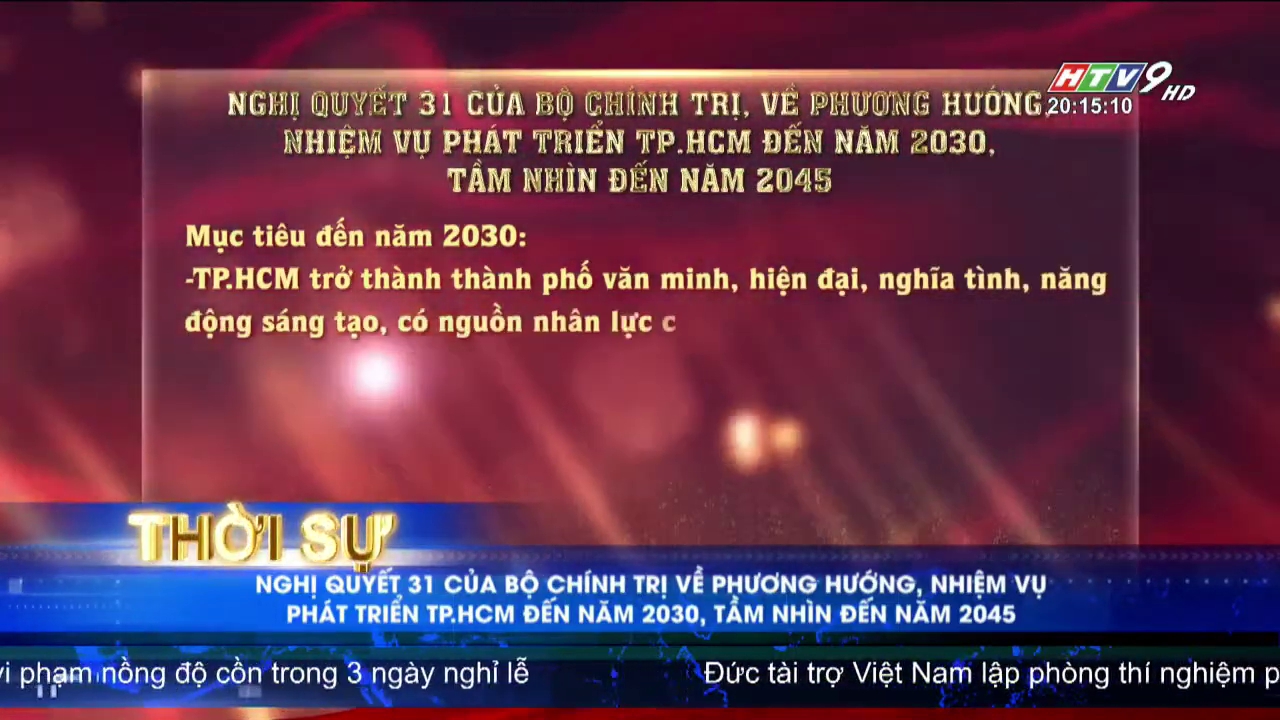 HTV9 HD
20:15:10
NGHỊ QUYẾT 31 CỦA BỘ CHÍNH TRỊ, VỀ PHƯƠNG HƯỚNG,
NHIỆM VỤ PHÁT TRIỂN TP.HCM ĐẾN NĂM 2030,
TẦM NHÌN ĐẾN NĂM 2045
Mục tiêu đến năm 2030:
-TP.HCM trở thành thành phố văn minh, hiện đại, nghĩa tình, năng
động sáng tạo, có nguồn nhân lực c
THỜI SỰ
NGHỊ QUYẾT 31 CỦA BỘ CHÍNH TRỊ VỀ PHƯƠNG HƯỚNG, NHIỆM VỤ
PHÁT TRIỂN TP.HCM ĐẾN NĂM 2030, TẦM NHÌN ĐẾN NĂM 2045
vi phạm nồng độ cồn trong 3 ngày nghỉ lễ Đức tài trợ Việt Nam lập phòng thí nghiệm p